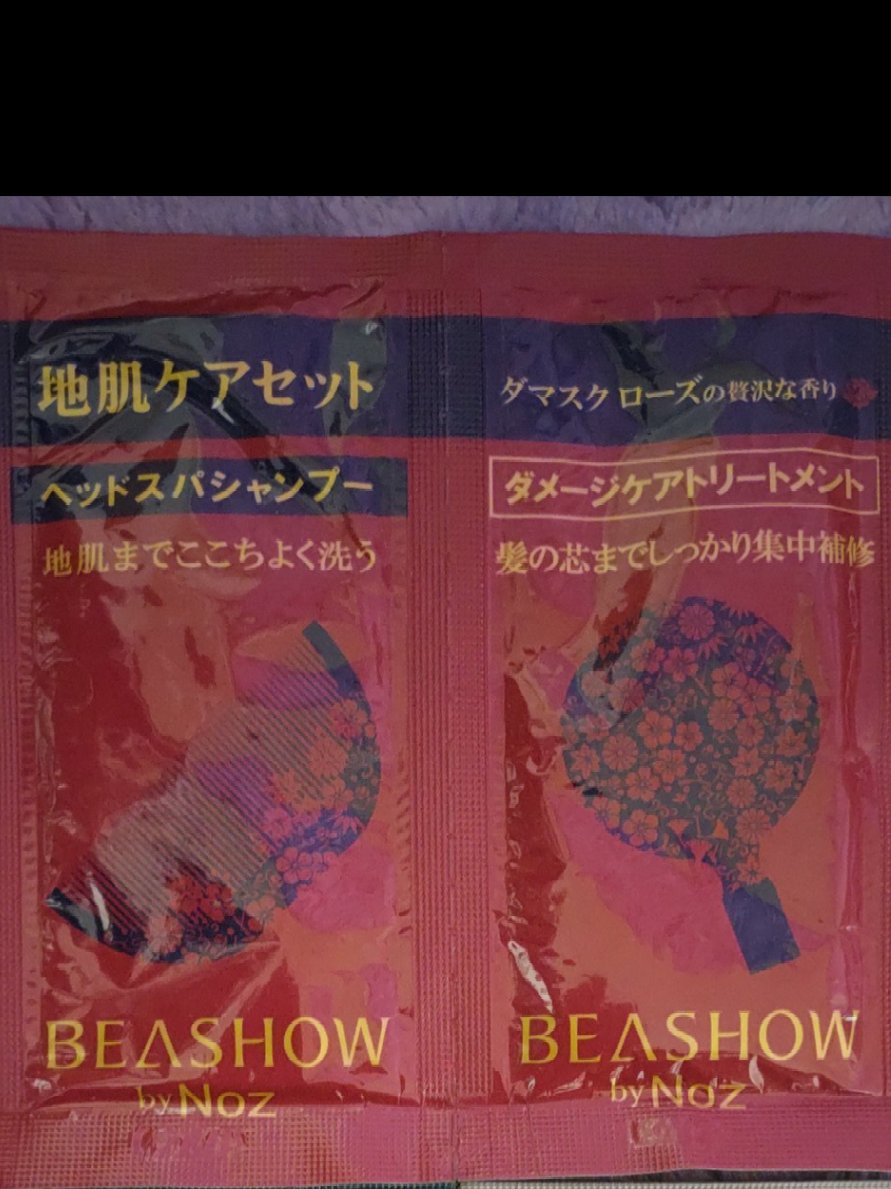 地肌ケアセット
ヘッドスパシャンプー
地肌までここちよく洗う
BEASHOW
by Noz
ダマスク ローズの贅沢な香り
ダメージケアトリートメント
髪の芯までしっかり集中補修
BEASHOW
by Noz